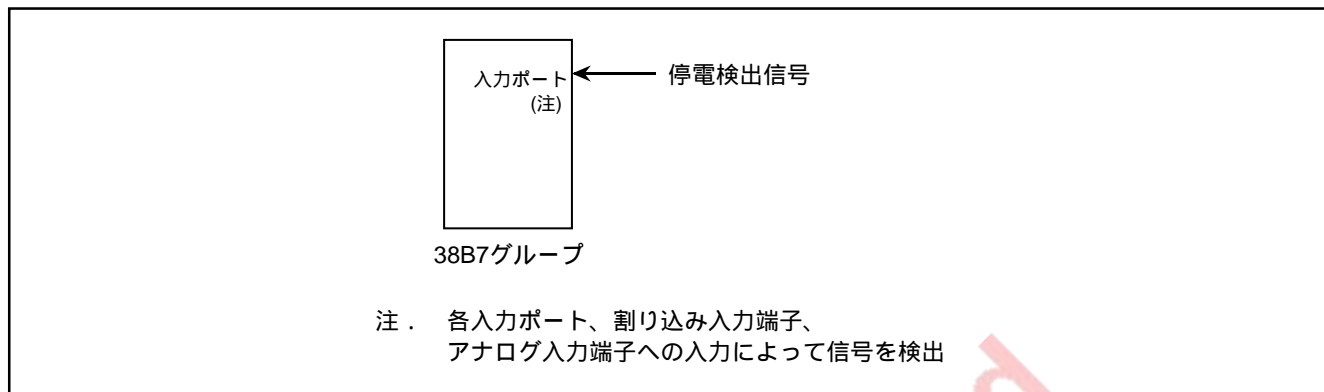 入力ポート
(注)
停電検出信号
38B7グループ
注． 各入力ポート、割り込み入力端子、
アナログ入力端子への入力によって信号を検出